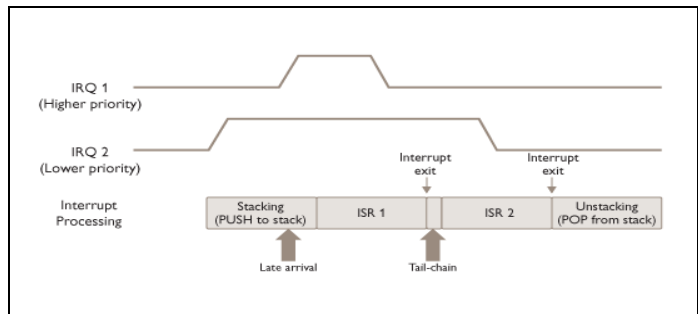 IRQ 1
(Higher priority)
IRQ 2
(Lower priority)
Interrupt
exit
Interrupt
exit
Interrupt
Processing
Stacking
(PUSH to stack)
ISR 1
ISR 2
Unstacking
(POP from stack)
Late arrival
Tail-chain